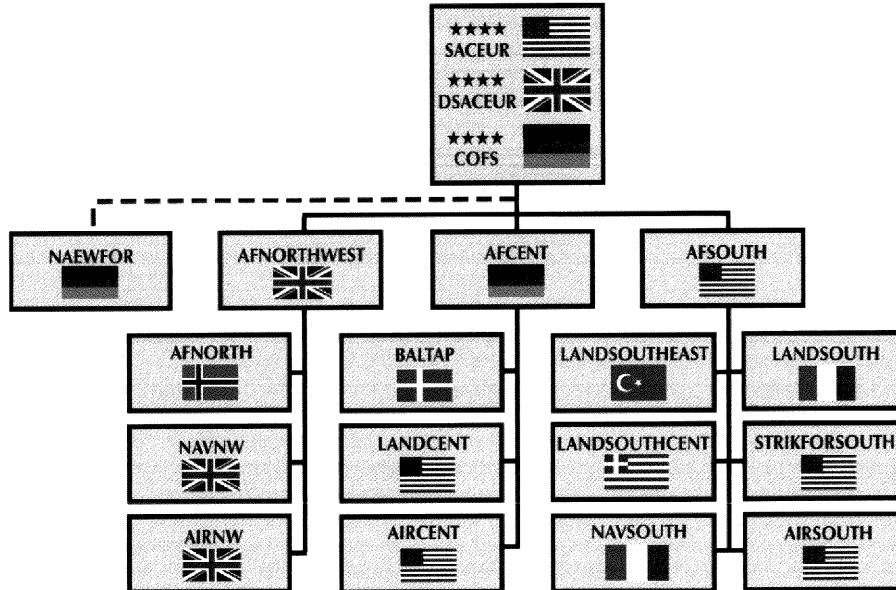 ★★★★
SACEUR
★★★★
DSACEUR
★★★★
COFS
NAEWFOR
AFNORTHWEST
AFCENT
AFSOUTH
AFNORTH
BALTAP
LANDSOUTHEAST
LANDSOUTH
NAVNW
LANDCENT
LANDSOUTHCENT
STRIKFORSOUTH
AIRNW
AIRCENT
NAVSOUTH
AIRSOUTH